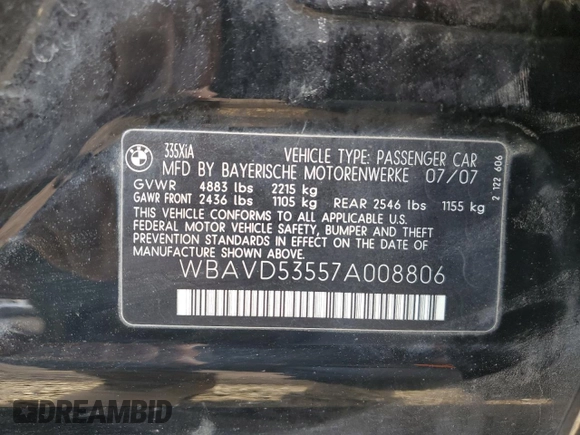 335XiA
VEHICLE TYPE: PASSENGER CAR
MFD BY BAYERISCHE MOTORENWERKE 07/07
GVWR 4883 lbs 2215 kg
GAWR FRONT 2436 lbs 1105 kg REAR 2546 lbs 1155 kg
THIS VEHICLE CONFORMS TO ALL APPLICABLE U.S.
FEDERAL MOTOR VEHICLE SAFETY, BUMPER AND THEFT
PREVENTION STANDARDS IN EFFECT ON THE DATE OF
MANUFACTURE SHOWN ABOVE.
WBAVD53557A008806
2 122 606
BMW
DREAMBID